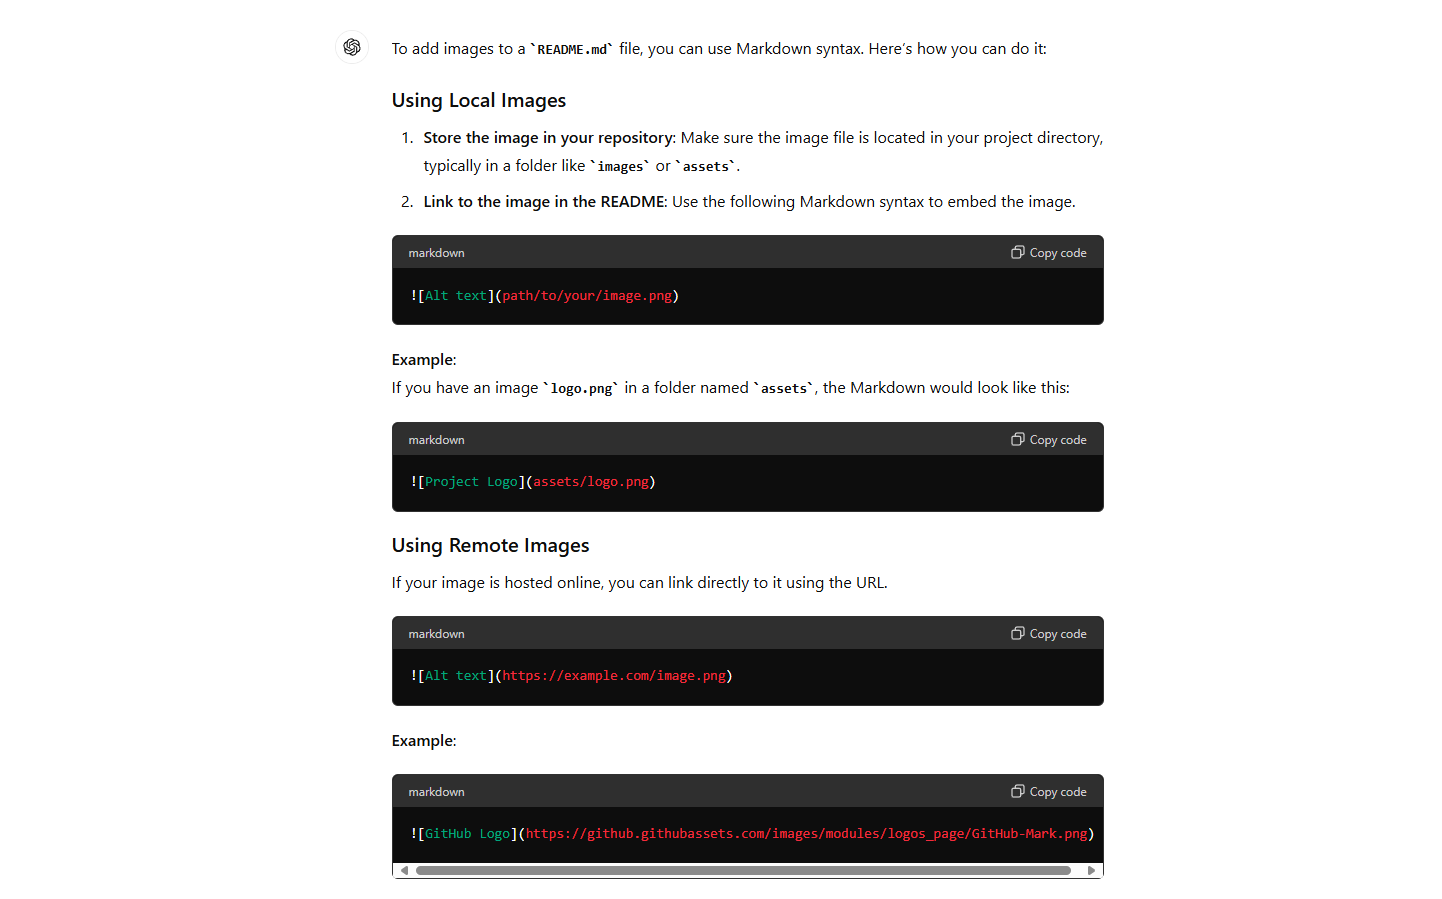 To add images to a `README.md` file, you can use Markdown syntax. Here's how you can do it:
Using Local Images
1. Store the image in your repository: Make sure the image file is located in your project directory,
typically in a folder like `images` or `assets`.
2. Link to the image in the README: Use the following Markdown syntax to embed the image.
markdown Copy code
![Alt text](path/to/your/image.png)
Example:
If you have an image `logo.png` in a folder named `assets`, the Markdown would look like this:
markdown Copy code
![Project Logo](assets/logo.png)
Using Remote Images
If your image is hosted online, you can link directly to it using the URL.
markdown Copy code
![Alt text](https://example.com/image.png)
Example:
markdown Copy code
![GitHub Logo](https://github.githubassets.com/images/modules/logos_page/GitHub-Mark.png)